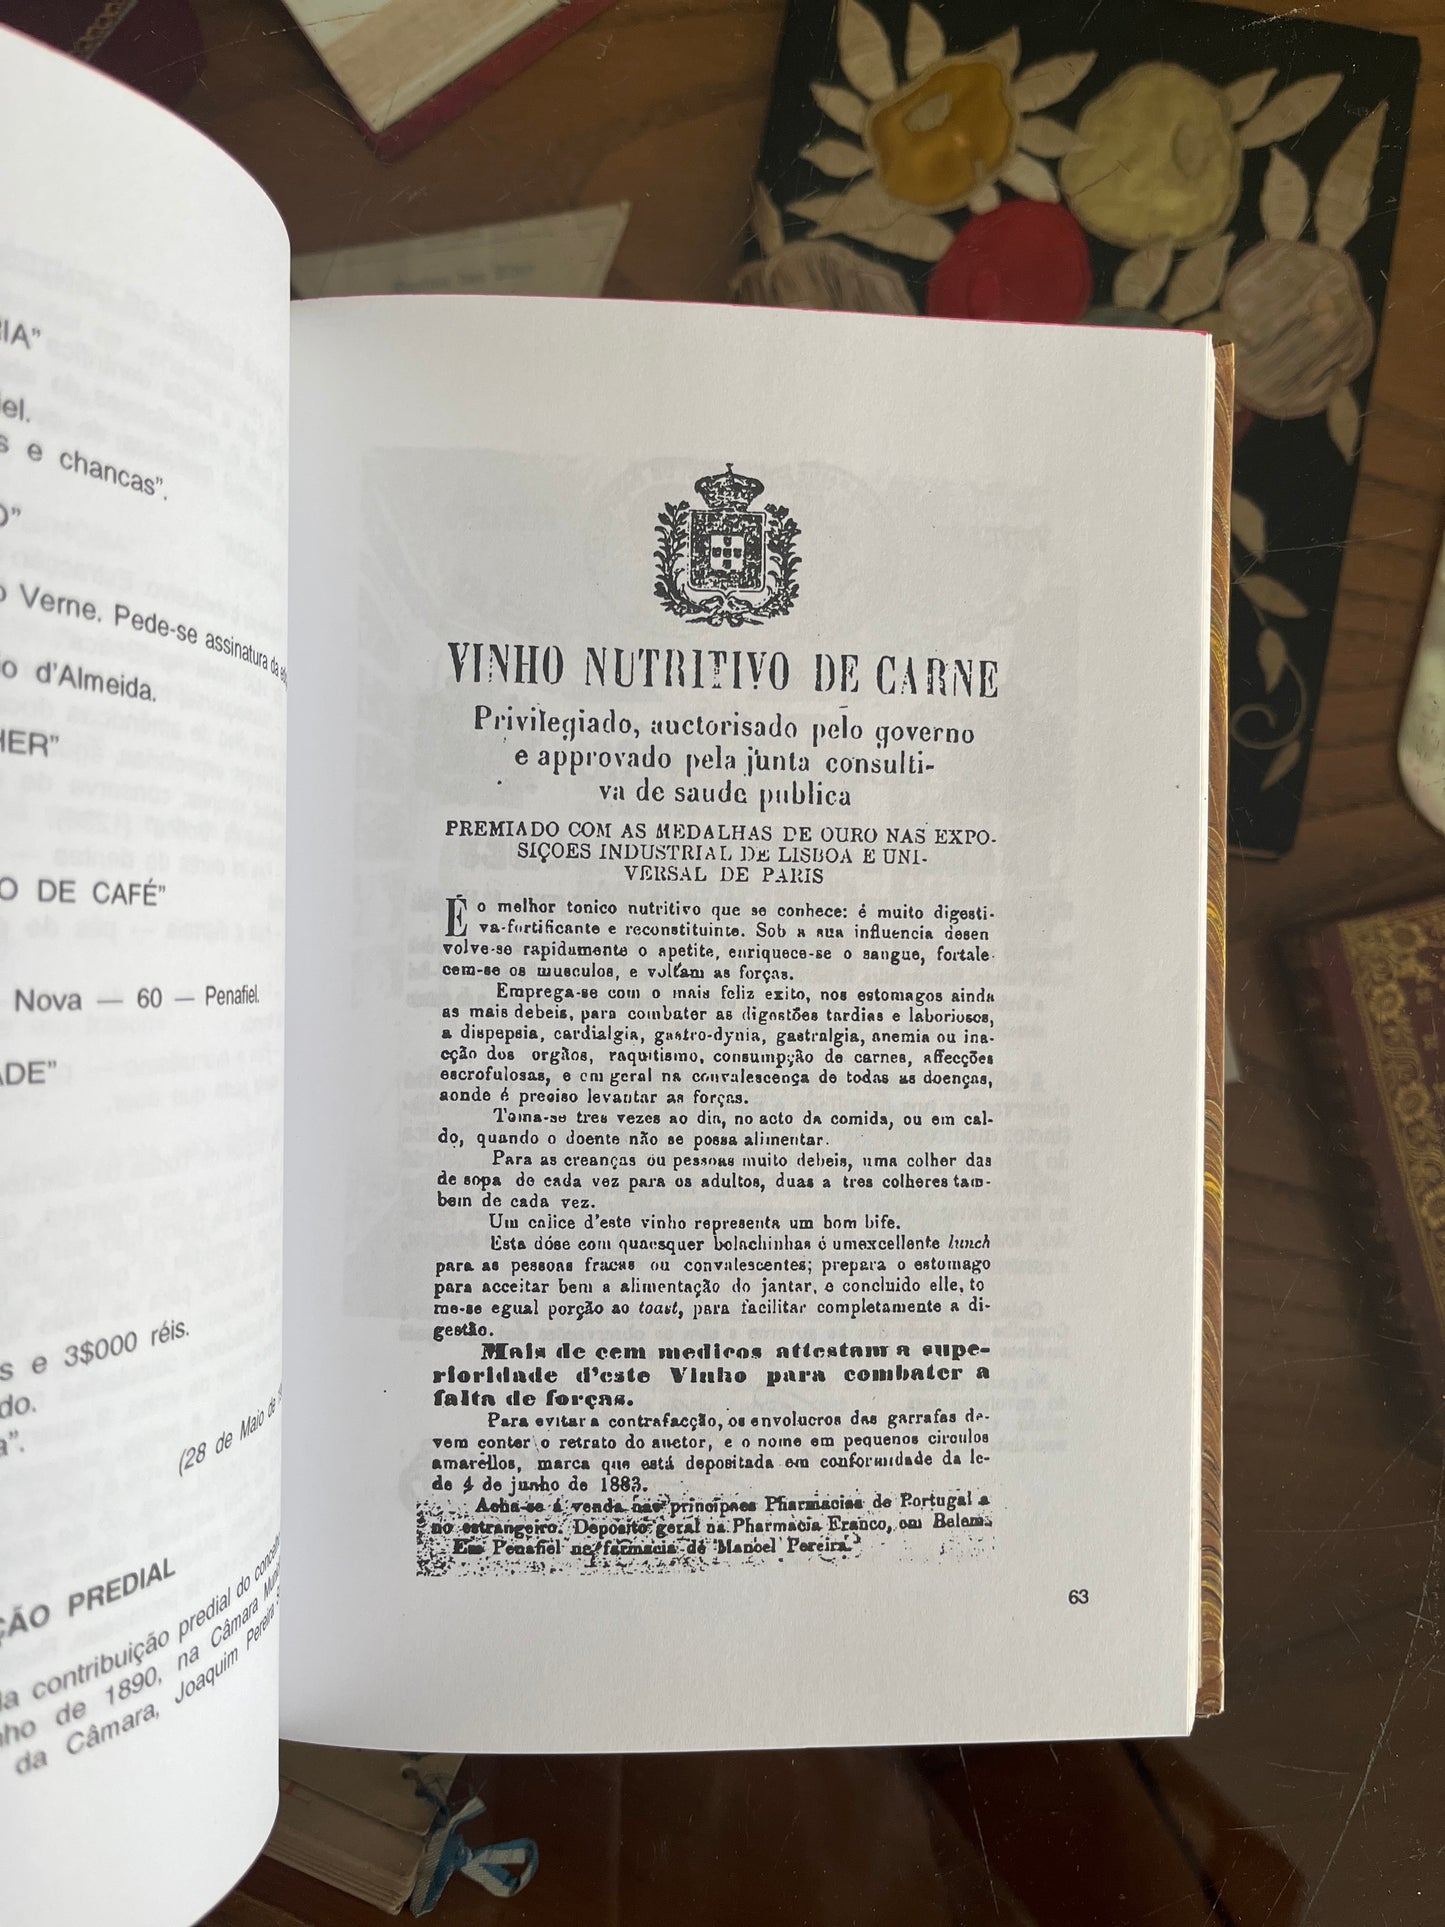 RIA”
el.
s e chancas”.
O”
o Verne. Pede-se assinatura da
o d'Almeida.
HER”
O DE CAFÉ”
Nova — 60 — Penafiel.
ADE”
s e 3$000 réis.
do.
a”.
(28 de Maio de
ÇÃO PREDIAL
da contribuição predial do concelho
nho de 1890, na Câmara
da Câmara, Joaquim Pereira
VINHO NUTRITIVO DE CARNE
Privilegiado, auctorisado pelo governo
e approvado pela junta consulti-
va de saude publica
PREMIADO COM AS MEDALHAS DE OURO NAS EXPO-
SIÇOES INDUSTRIAL DE LISBOA E UNI-
VERSAL DE PARIS
É o melhor tonico nutritivo que se conhece: é muito digesti-
va-fortificante e reconstituinte. Sob a sua influencia desen
volve-se rapidamente o apetite, enriquece-se o sangue, fortale-
cem-se os musculos, e voltam as forças.
Emprega-se com o mais feliz exito, nos estomagos ainda
as mais debeis, para combater as digestões tardias e laboriosas,
a dispepsia, cardialgia, gastro-dynia, gastralgia, anemia ou ina-
cção dos orgãos, raquitismo, consumpção de carnes, affecções
escrofulosas, e em geral na convalescença de todas as doenças,
aonde é preciso levantar as forças.
Toma-se tres vezes ao dia, no acto da comida, ou em cal-
do, quando o doente não se possa alimentar.
Para as creanças ou pessoas muito debeis, uma colher das
de sopa de cada vez para os adultos, duas a tres colheres tam-
bem de cada vez.
Um calice d'este vinho representa um bom bife.
Esta dóse com quaesquer bolachinhas é umexcellente lunch
para as pessoas fracas ou convalescentes; prepara o estomago
para acceitar bem a alimentação do jantar, e concluido elle, to
me-se egual porção ao toast, para facilitar completamente a di-
gestão.
Mais de cem medicos attestam a supe-
rioridade d'este Vinho para combater a
falta de forças.
Para evitar a contrafacção, os envolucros das garrafas de-
vem conter o retrato do auctor, e o nome em pequenos circulos
amarellos, marca que está depositada em conformidade da le-
de 4 de junho de 1883.
Acha-se á venda nas principaes Pharmacias de Portugal a
no estrangeiro. Deposito geral na Pharmacia Franco, em Belem.
Em Penafiel na farmacia de Manoel Pereira.
63